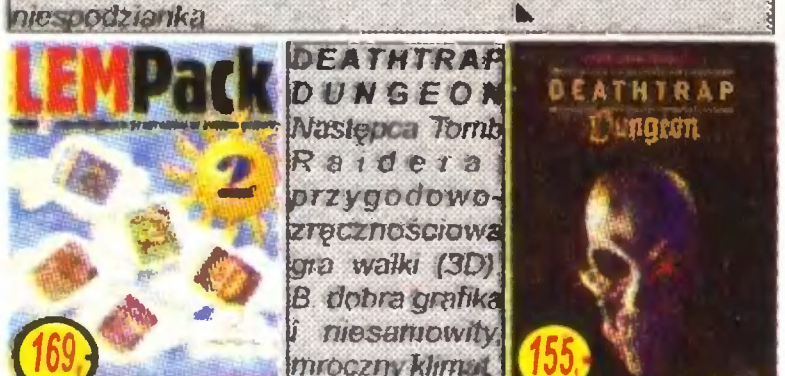 niespodzianka
LEMPack
2
169,-
DEATHTRAP
DUNGEON
Następca Tomb
Raidera
przygodowo-
zręcznościowa
gra walki (3D)
B. dobra grafika
i niesamowity,
mroczny klimat.
DEATHTRAP
Dungeon
155,-